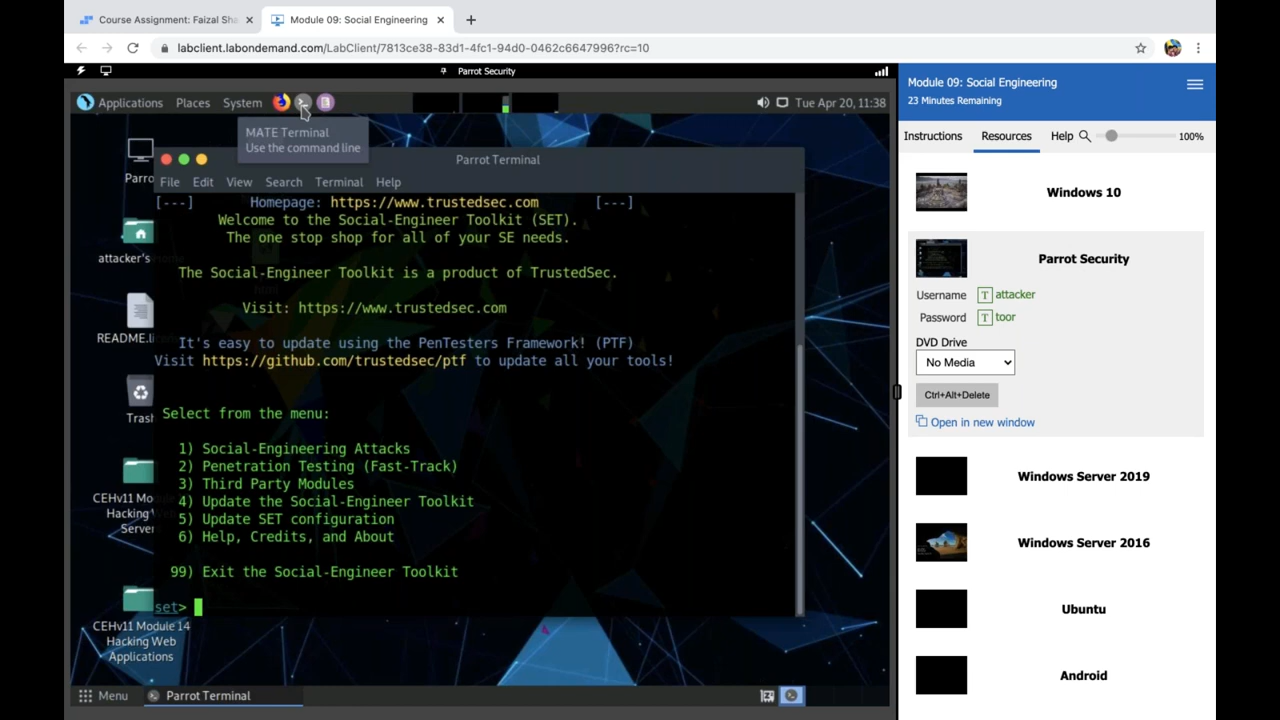 Course Assignment: Faizal Sha
Module 09: Social Engineering
labclient.labondemand.com/LabClient/7813ce38-83d1-4fc1-94d0-0462c6647996?rc=10
Parrot Security
Applications Places System
Tue Apr 20, 11:38
MATE Terminal
Use the command line
Parro
attacker's
README.li
Trash
CEHv11 Mo
Hacking Web
Server
CEHv11 Module 14
Hacking Web
Applications
Parrot Terminal
File Edit View Search Terminal Help
[---] Homepage: https://www.trustedsec.com [---]
Welcome to the Social-Engineer Toolkit (SET).
The one stop shop for all of your SE needs.
The Social-Engineer Toolkit is a product of TrustedSec.
Visit: https://www.trustedsec.com
It's easy to update using the PenTesters Framework! (PTF)
Visit https://github.com/trustedsec/ptf to update all your tools!
Select from the menu:
1) Social-Engineering Attacks
2) Penetration Testing (Fast-Track)
3) Third Party Modules
4) Update the Social-Engineer Toolkit
5) Update SET configuration
6) Help, Credits, and About
99) Exit the Social-Engineer Toolkit
set>
Menu Parrot Terminal
Module 09: Social Engineering
23 Minutes Remaining
Instructions Resources Help 100%
Windows 10
Parrot Security
Username T attacker
Password T toor
DVD Drive
No Media
Ctrl+Alt+Delete
Open in new window
Windows Server 2019
Windows Server 2016
Ubuntu
Android